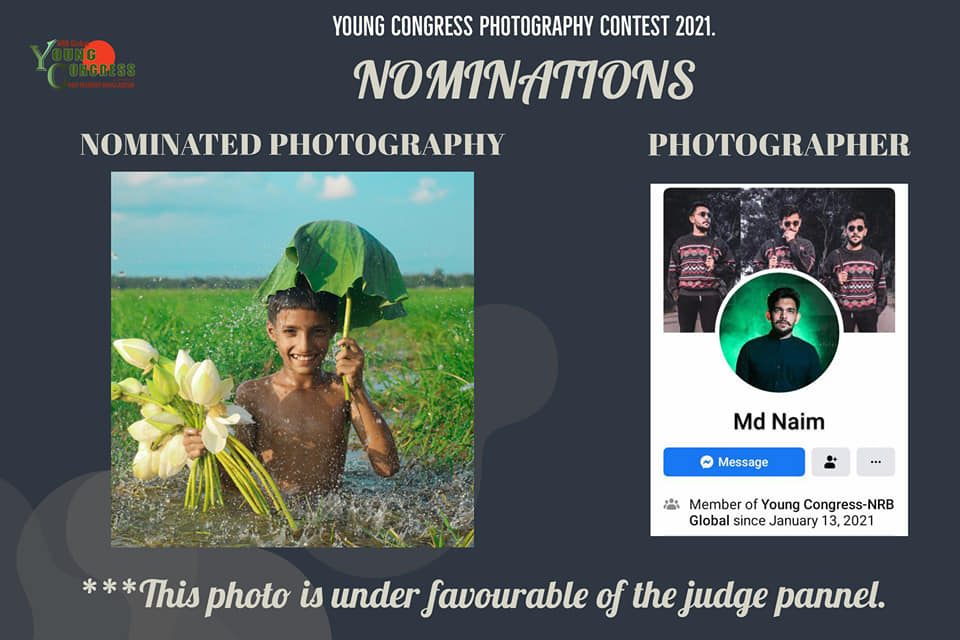 YOUNG CONGRESS PHOTOGRAPHY CONTEST 2021.
NOMINATIONS
YOUNG
CONGRESS
NOMINATED PHOTOGRAPHY
PHOTOGRAPHER
Md Naim
Message
Member of Young Congress-NRB
Global since January 13, 2021
***This photo is under favourable of the judge pannel.